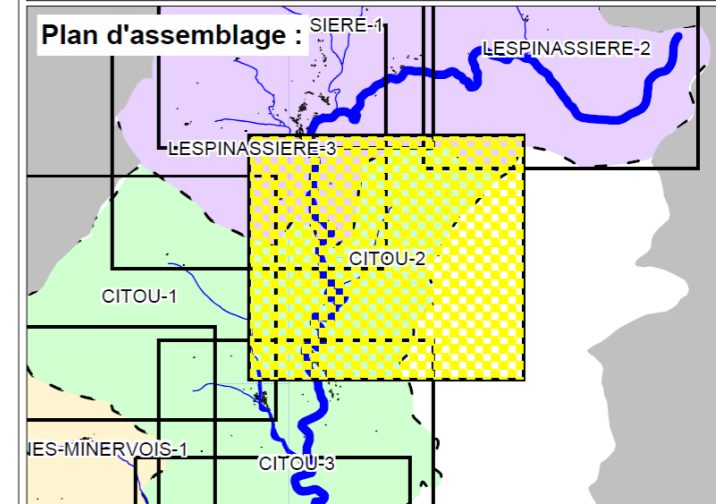 Plan d'assemblage :
SIERE-1
LESPINASSIERE-2
LESPINASSIERE-3
CITOU-2
CITOU-1
NES-MINERVOIS-1
CITOU-3